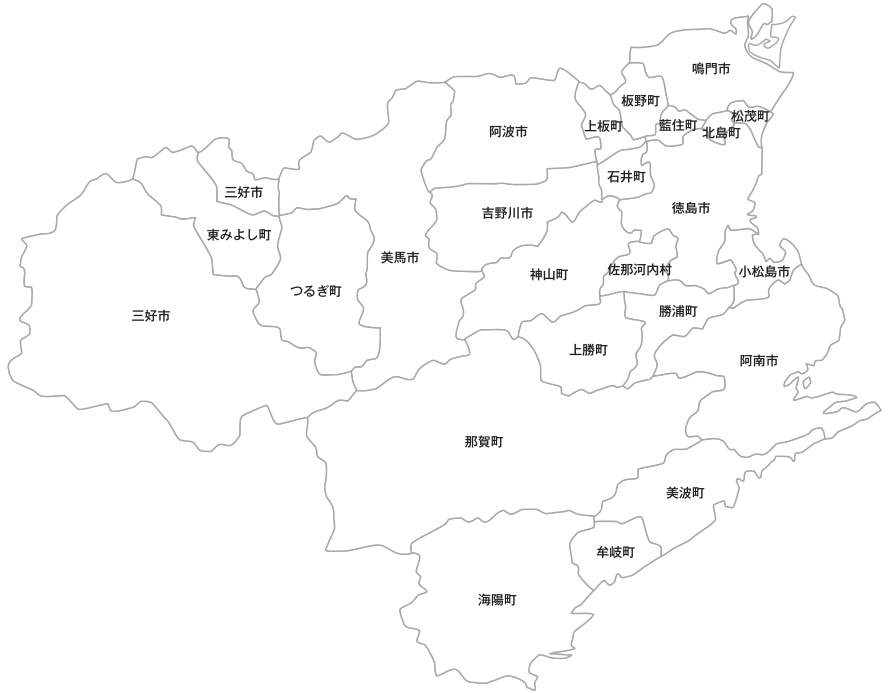 鳴門市
板野町
松茂町
上板町
藍住町
北島町
阿波市
石井町
三好市
吉野川市
徳島市
東みよし町
美馬市
神山町
佐那河内村
小松島市
つるぎ町
勝浦町
三好市
上勝町
阿南市
那賀町
美波町
牟岐町
海陽町